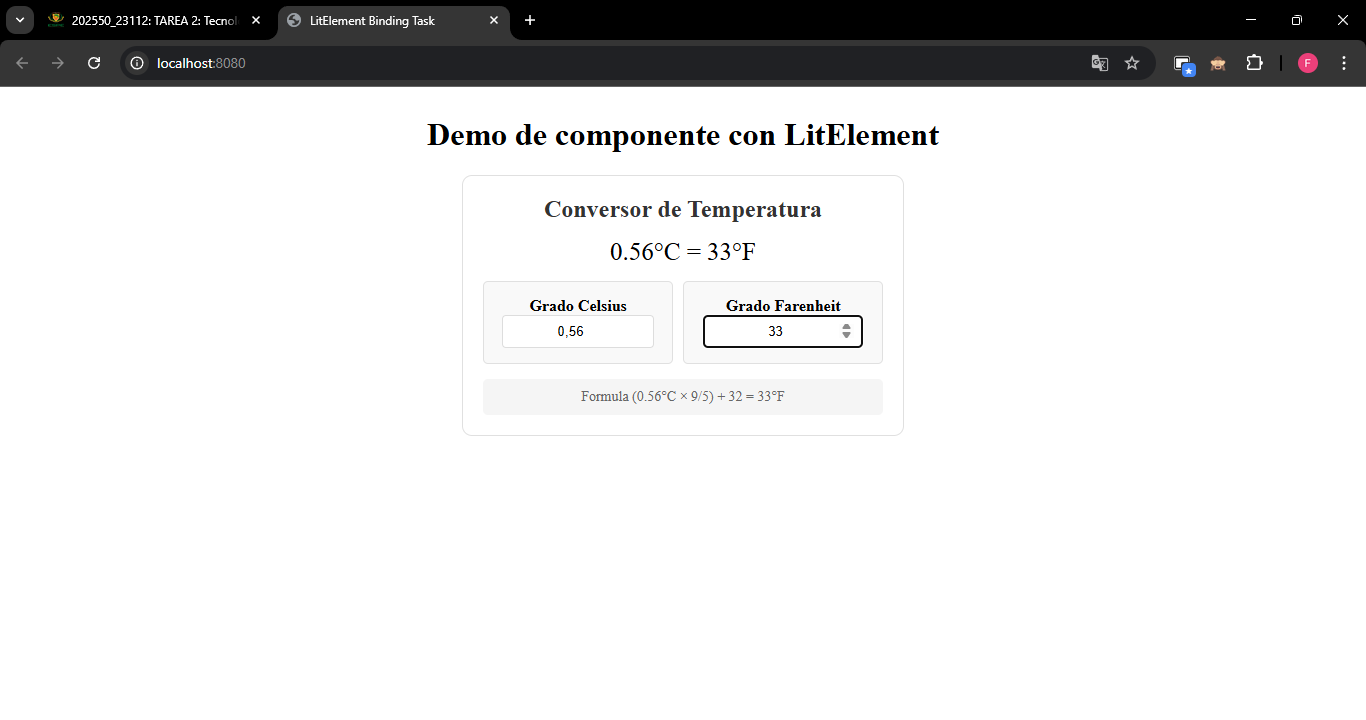 202550_23112: TAREA 2: Tecnol
LitElement Binding Task
localhost:8080
F
Demo de componente con LitElement
Conversor de Temperatura
0.56°C = 33°F
Grado Celsius
0,56
Grado Farenheit
33
Formula (0.56°C × 9/5) + 32 = 33°F